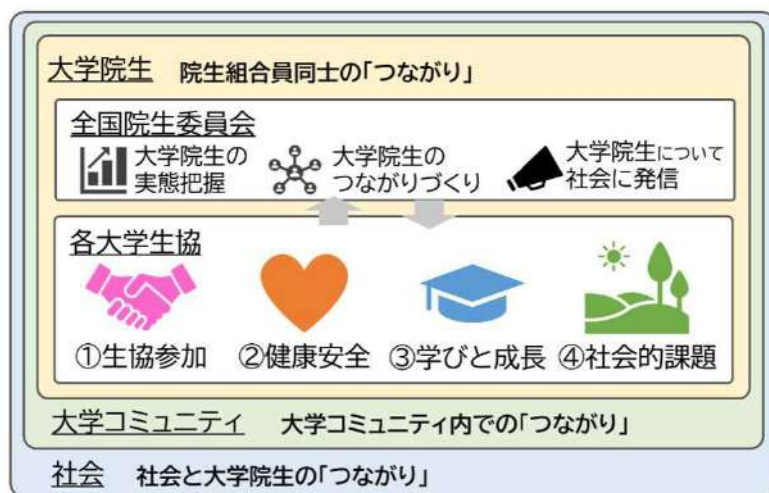 大学院生 院生組合員同士の「つながり」
全国院生委員会
大学院生の
実態把握
大学院生の
つながりづくり
大学院生について
社会に発信
各大学生協
①生協参加
②健康安全
③学びと成長
④社会的課題
大学コミュニティ 大学コミュニティ内での「つながり」
社会 社会と大学院生の「つながり」